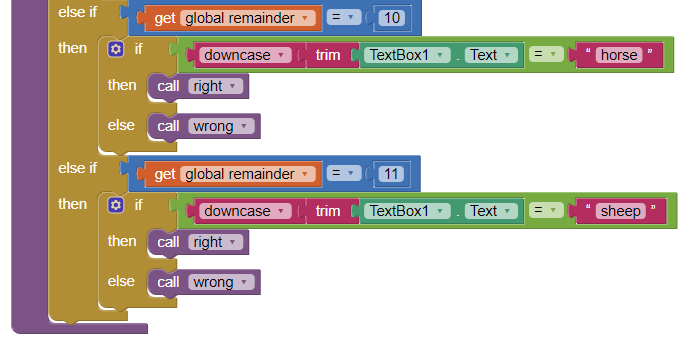 else if get global remainder = 10
then if downcase trim TextBox1 . Text = “ horse ”
then call right
else call wrong
else if get global remainder = 11
then if downcase trim TextBox1 . Text = “ sheep ”
then call right
else call wrong